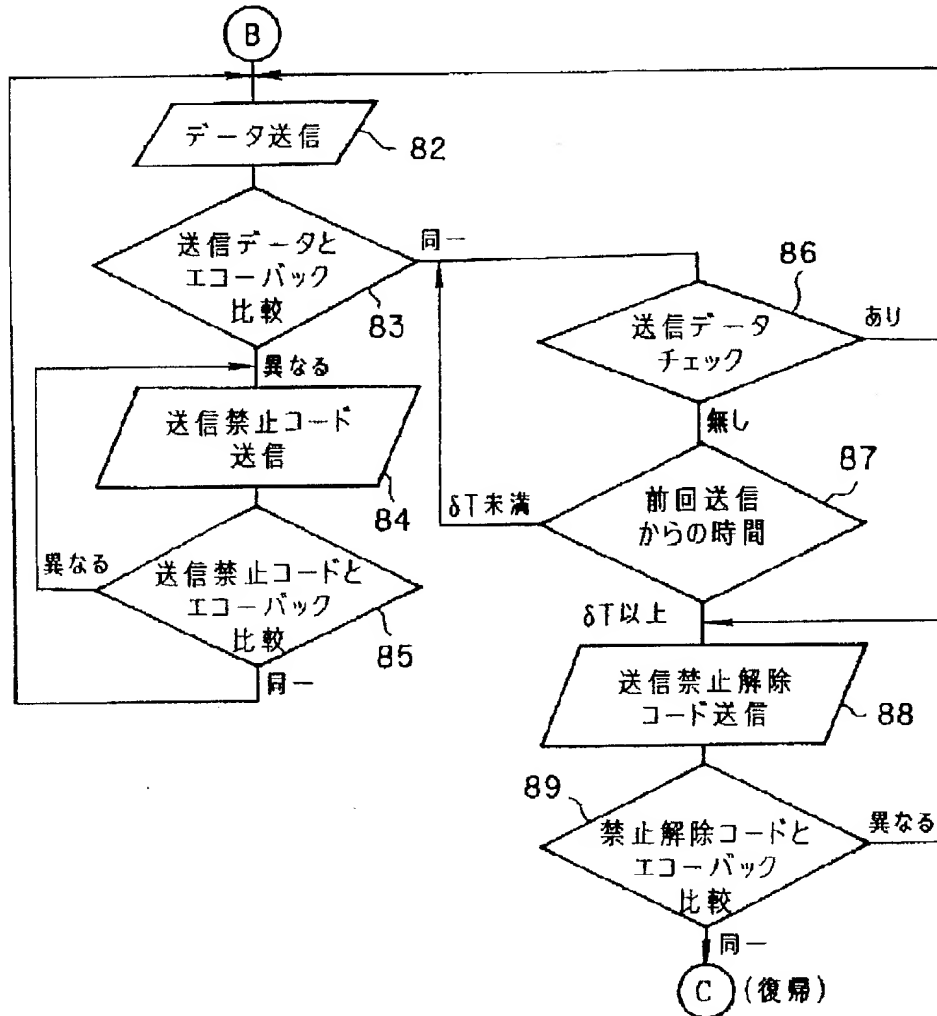 B
データ送信
82
送信データと
エコーバック
比較
83
同一
異なる
送信禁止コード
送信
84
異なる
送信禁止コードと
エコーバック
比較
85
同一
86
送信データ
チェック
あり
無し
87
前回送信
からの時間
δT未満
δT以上
送信禁止解除
コード送信
88
89
禁止解除コードと
エコーバック
比較
異なる
同一
C (復帰)